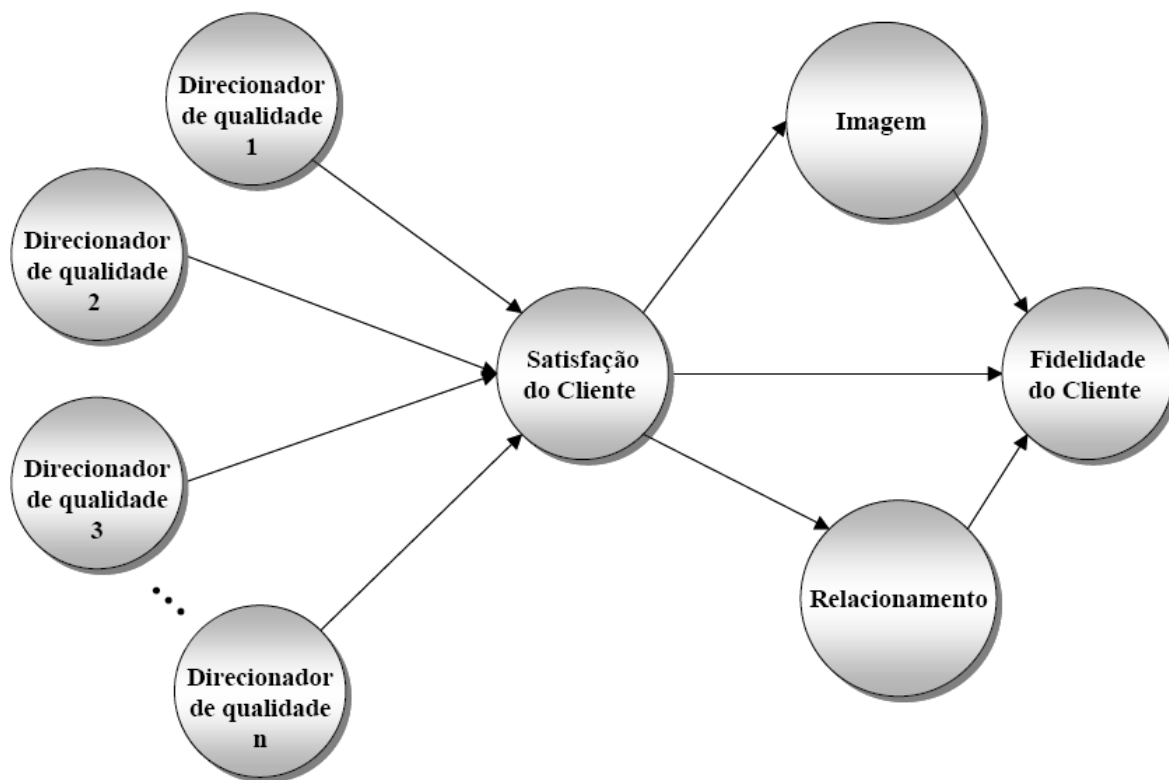 Direcionador
de qualidade
1
Direcionador
de qualidade
2
Direcionador
de qualidade
3
Direcionador
de qualidade
n
Satisfação
do Cliente
Imagem
Relacionamento
Fidelidade
do Cliente